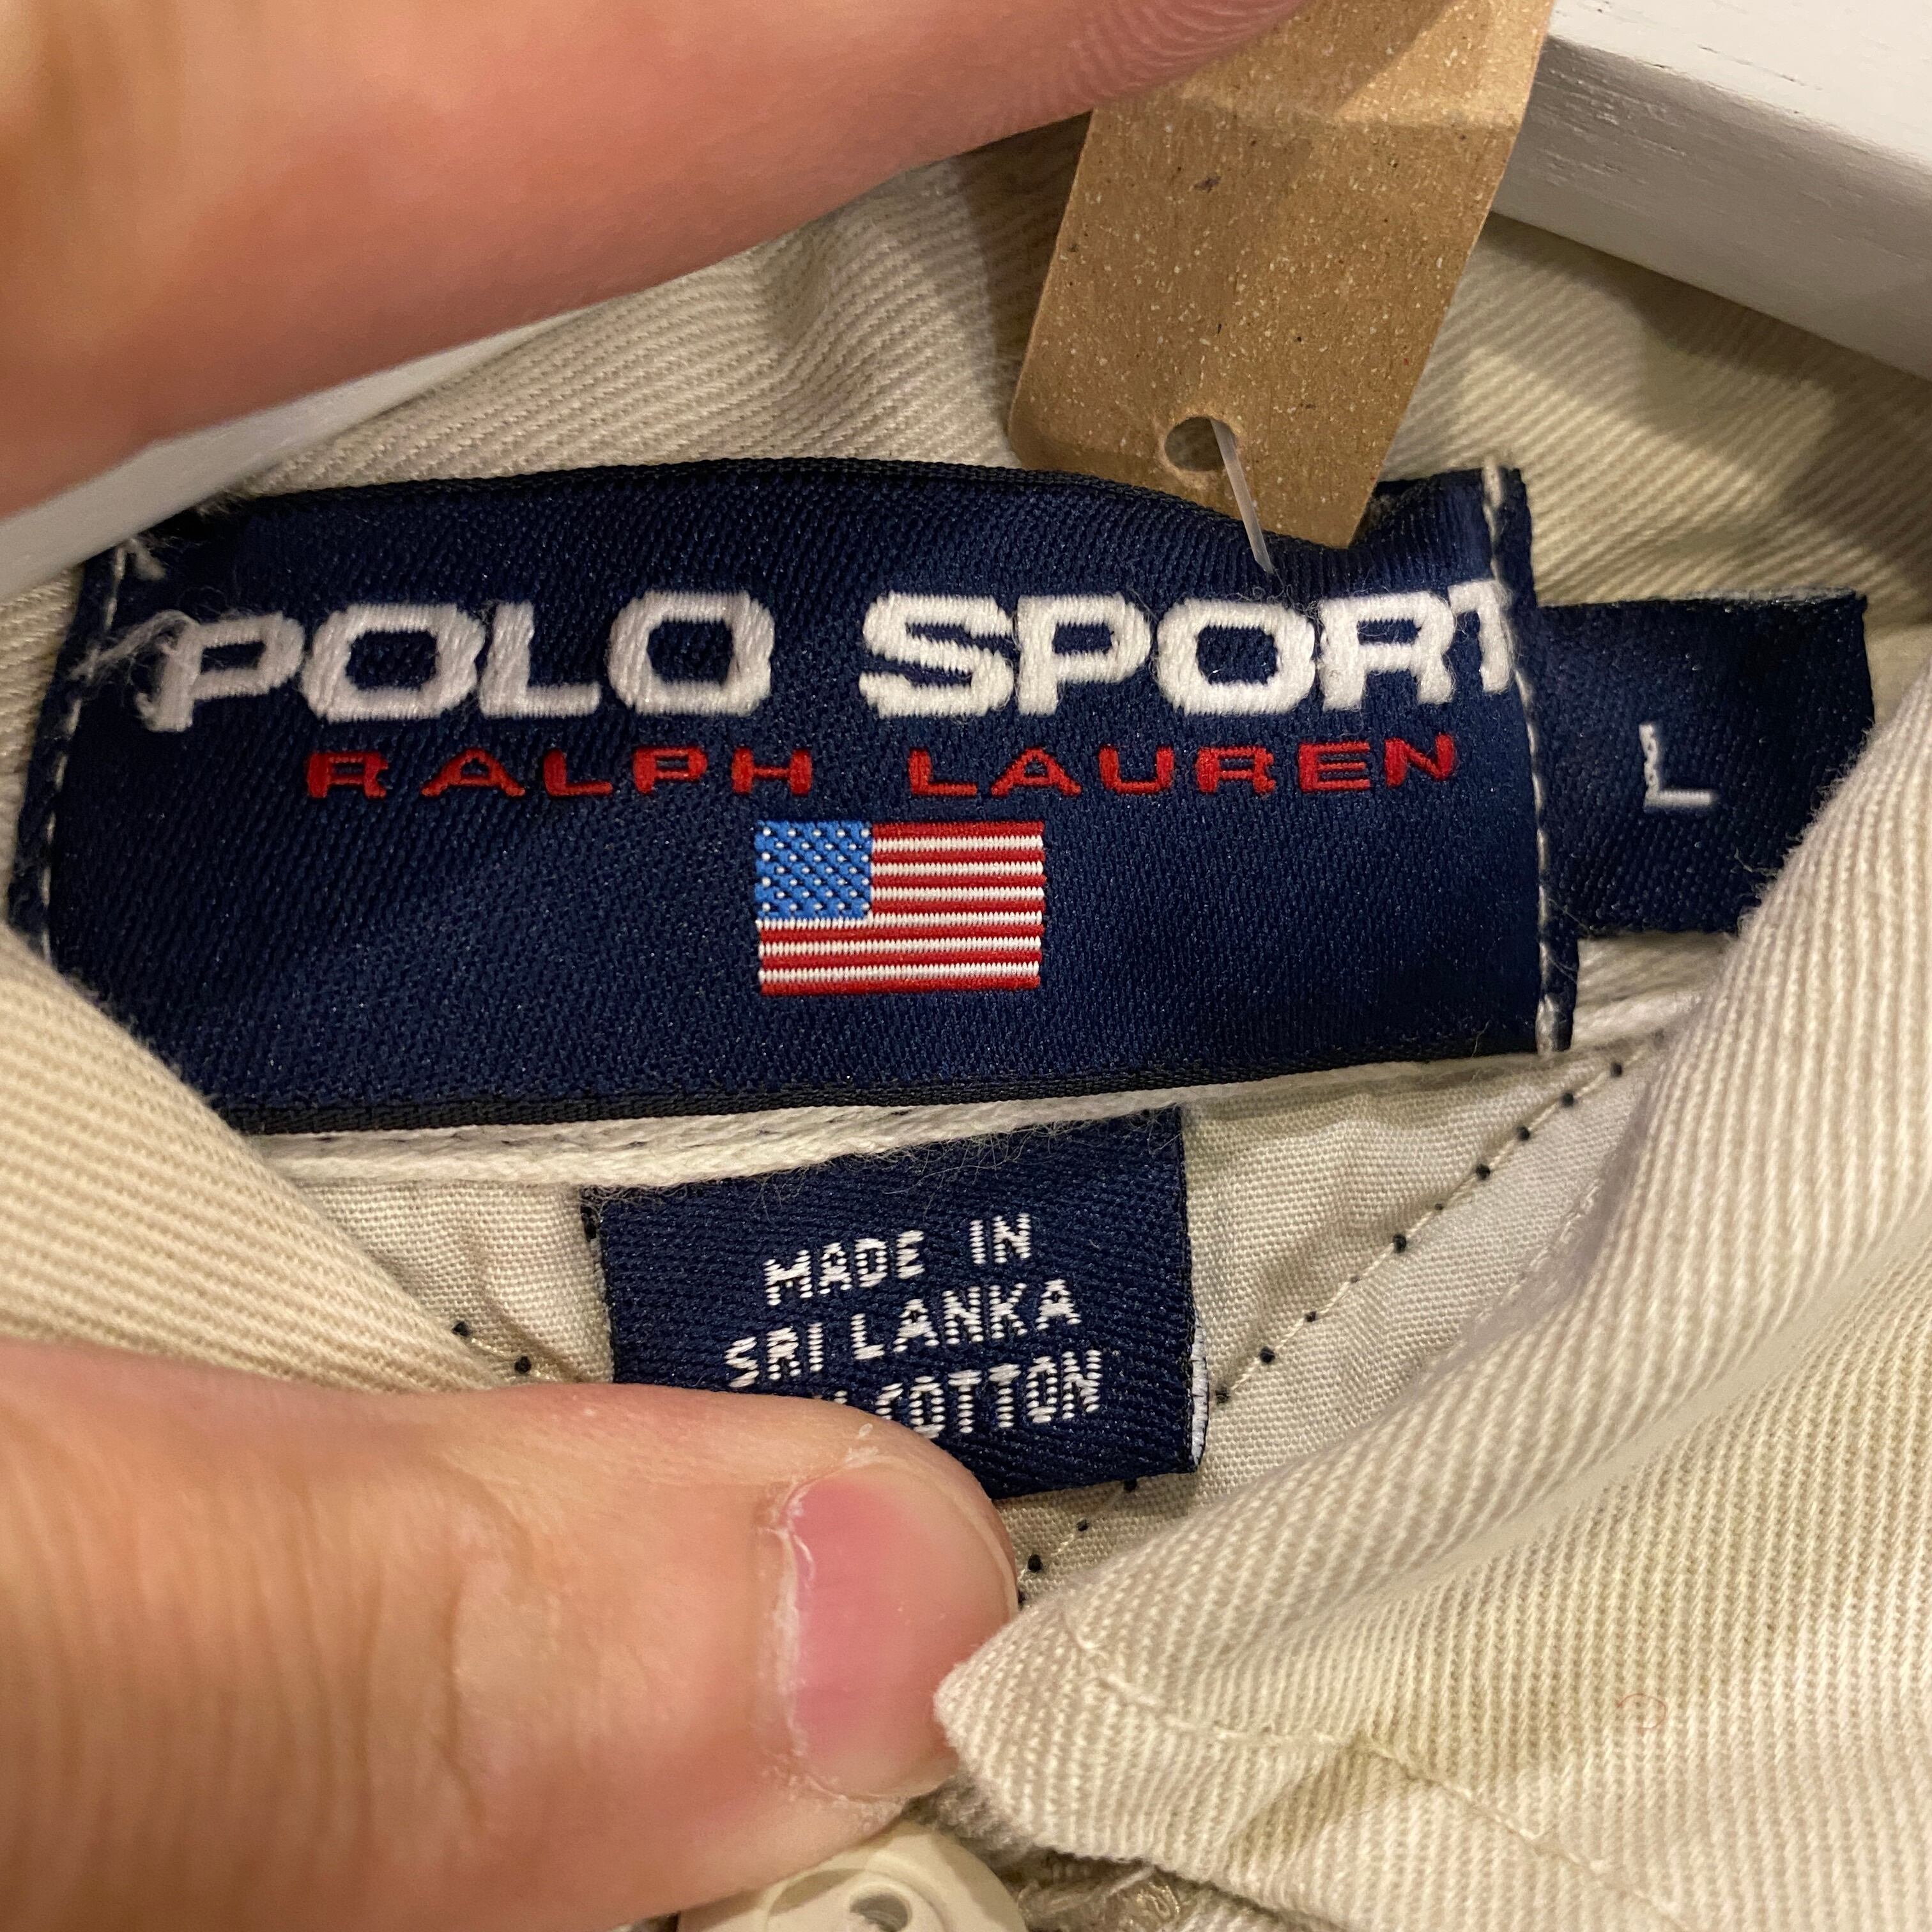 POLO SPORT
RALPH LAUREN
L
MADE IN
SRI LANKA
COTTON